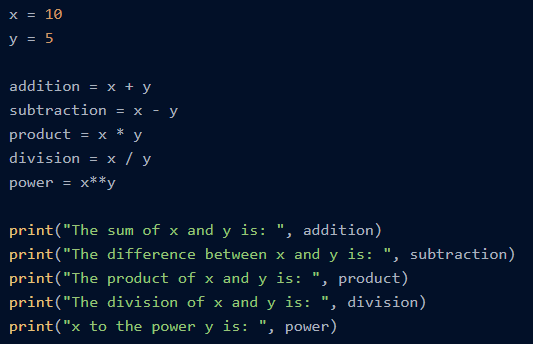 x = 10
y = 5
addition = x + y
subtraction = x - y
product = x * y
division = x / y
power = x**y
print("The sum of x and y is: ", addition)
print("The difference between x and y is: ", subtraction)
print("The product of x and y is: ", product)
print("The division of x and y is: ", division)
print("x to the power y is: ", power)